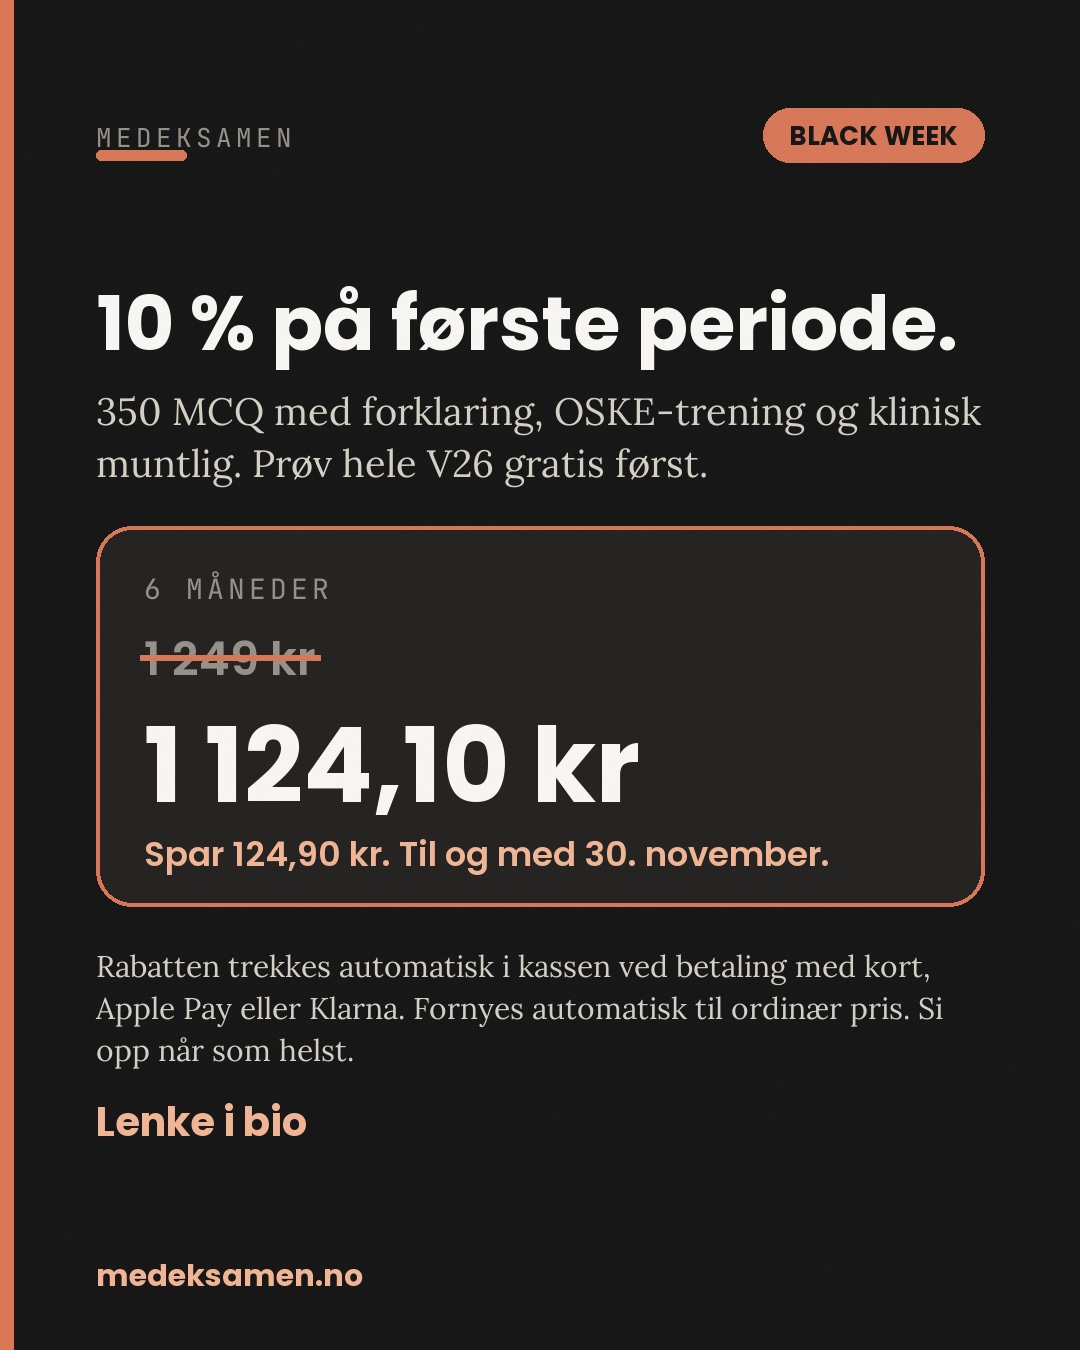 MEDEKSAMEN
BLACK WEEK
10 % på første periode.
350 MCQ med forklaring, OSKE-trening og klinisk
muntlig. Prøv hele V26 gratis først.
6 MÅNEDER
1 249 kr
1 124,10 kr
Spar 124,90 kr. Til og med 30. november.
Rabatten trekkes automatisk i kassen ved betaling med kort,
Apple Pay eller Klarna. Fornyes automatisk til ordinær pris. Si
opp når som helst.
Lenke i bio
medeksamen.no